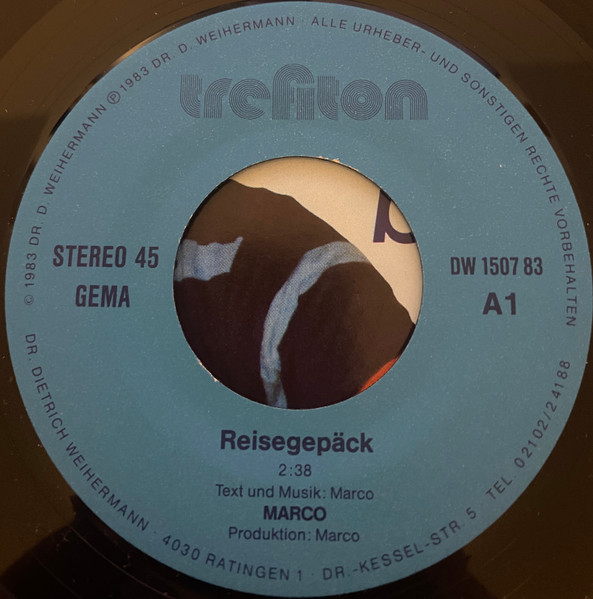 © 1983 DR. D. WEIHERMANN ℗ 1983 DR. D. WEIHERMANN · ALLE URHEBER- UND SONSTIGEN RECHTE VORBEHALTEN
trefiton
STEREO 45
GEMA
DW 1507 83
A1
Reisegepäck
2:38
Text und Musik: Marco
MARCO
Produktion: Marco
DR. DIETRICH WEIHERMANN · 4030 RATINGEN 1 · DR.-KESSEL-STR. 5 TEL. 02102/24188